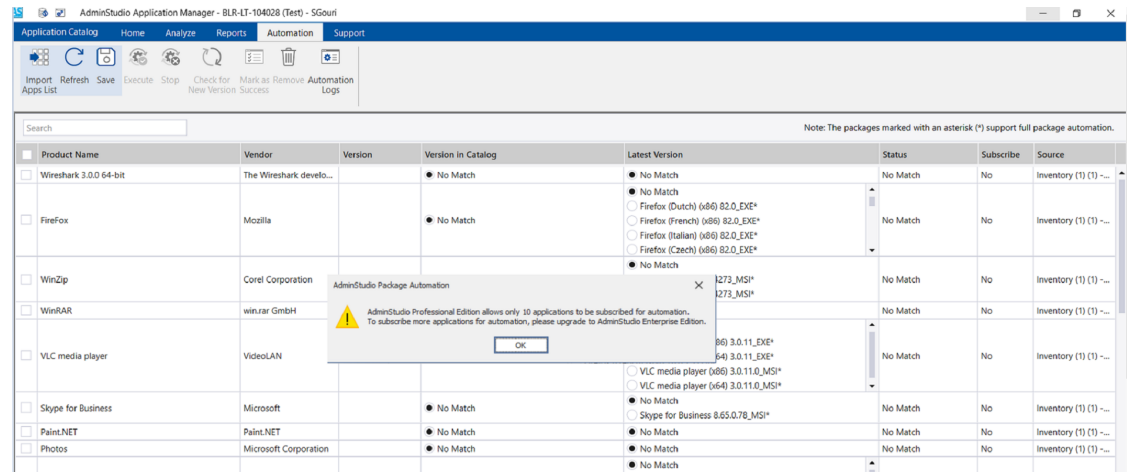 AdminStudio Application Manager - BLR-LT-104028 (Test) - SGouri
Application Catalog Home Analyze Reports Automation Support
Import Apps List Refresh Save Execute Stop Check for New Version Mark as Success Remove Automation Logs
Search
Note: The packages marked with an asterisk (*) support full package automation.
Product Name Vendor Version Version in Catalog Latest Version Status Subscribe Source
Wireshark 3.0.0 64-bit The Wireshark develo... No Match No Match No Match No Inventory (1) (1) -...
No Match
Firefox (Dutch) (x86) 82.0_EXE*
FireFox Mozilla No Match Firefox (French) (x86) 82.0_EXE* No Match No Inventory (1) (1) -...
Firefox (Italian) (x86) 82.0_EXE*
Firefox (Czech) (x86) 82.0_EXE*
No Match
WinZip Corel Corporation 4273_MSI* No Match No Inventory (1) (1) -...
4273_MSI*
AdminStudio Package Automation
AdminStudio Professional Edition allows only 10 applications to be subscribed for automation.
To subscribe more applications for automation, please upgrade to AdminStudio Enterprise Edition.
OK
WinRAR win.rar GmbH No Match No Inventory (1) (1) -...
86) 3.0.11_EXE*
VLC media player VideoLAN 64) 3.0.11_EXE* No Match No Inventory (1) (1) -...
VLC media player (x86) 3.0.11.0_MSI*
VLC media player (x64) 3.0.11.0_MSI*
No Match
Skype for Business Microsoft No Match Skype for Business 8.65.0.78_MSI* No Match No Inventory (1) (1) -...
Paint.NET Paint.NET No Match No Match No Match No Inventory (1) (1) -...
Photos Microsoft Corporation No Match No Match No Match No Inventory (1) (1) -...
No Match